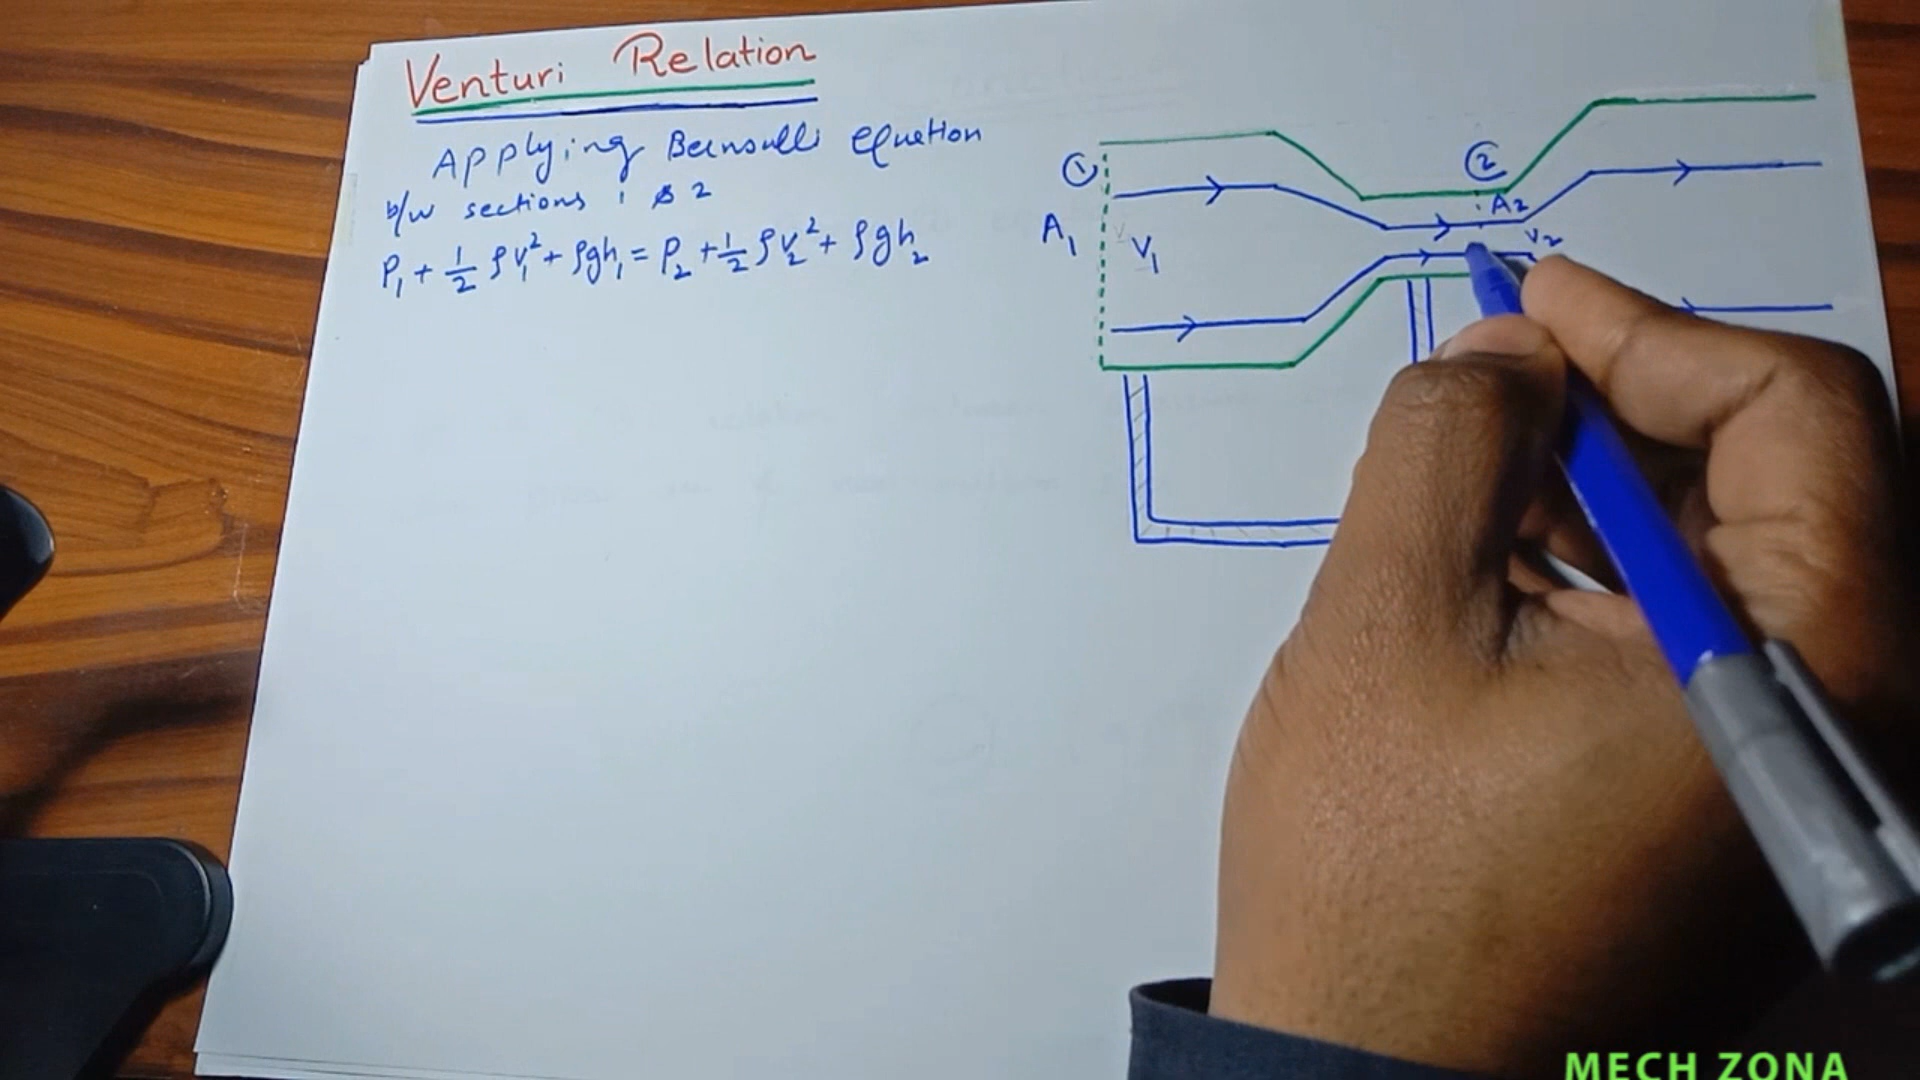 Venturi Relation
Applying Bernoulli equation
b/w sections 1 & 2
P₁ + 1/2 ρv₁² + ρgh₁ = P₂ + 1/2 ρv₂² + ρgh₂
①
A₁
V₁
②
A₂
V₂
MECH ZONA